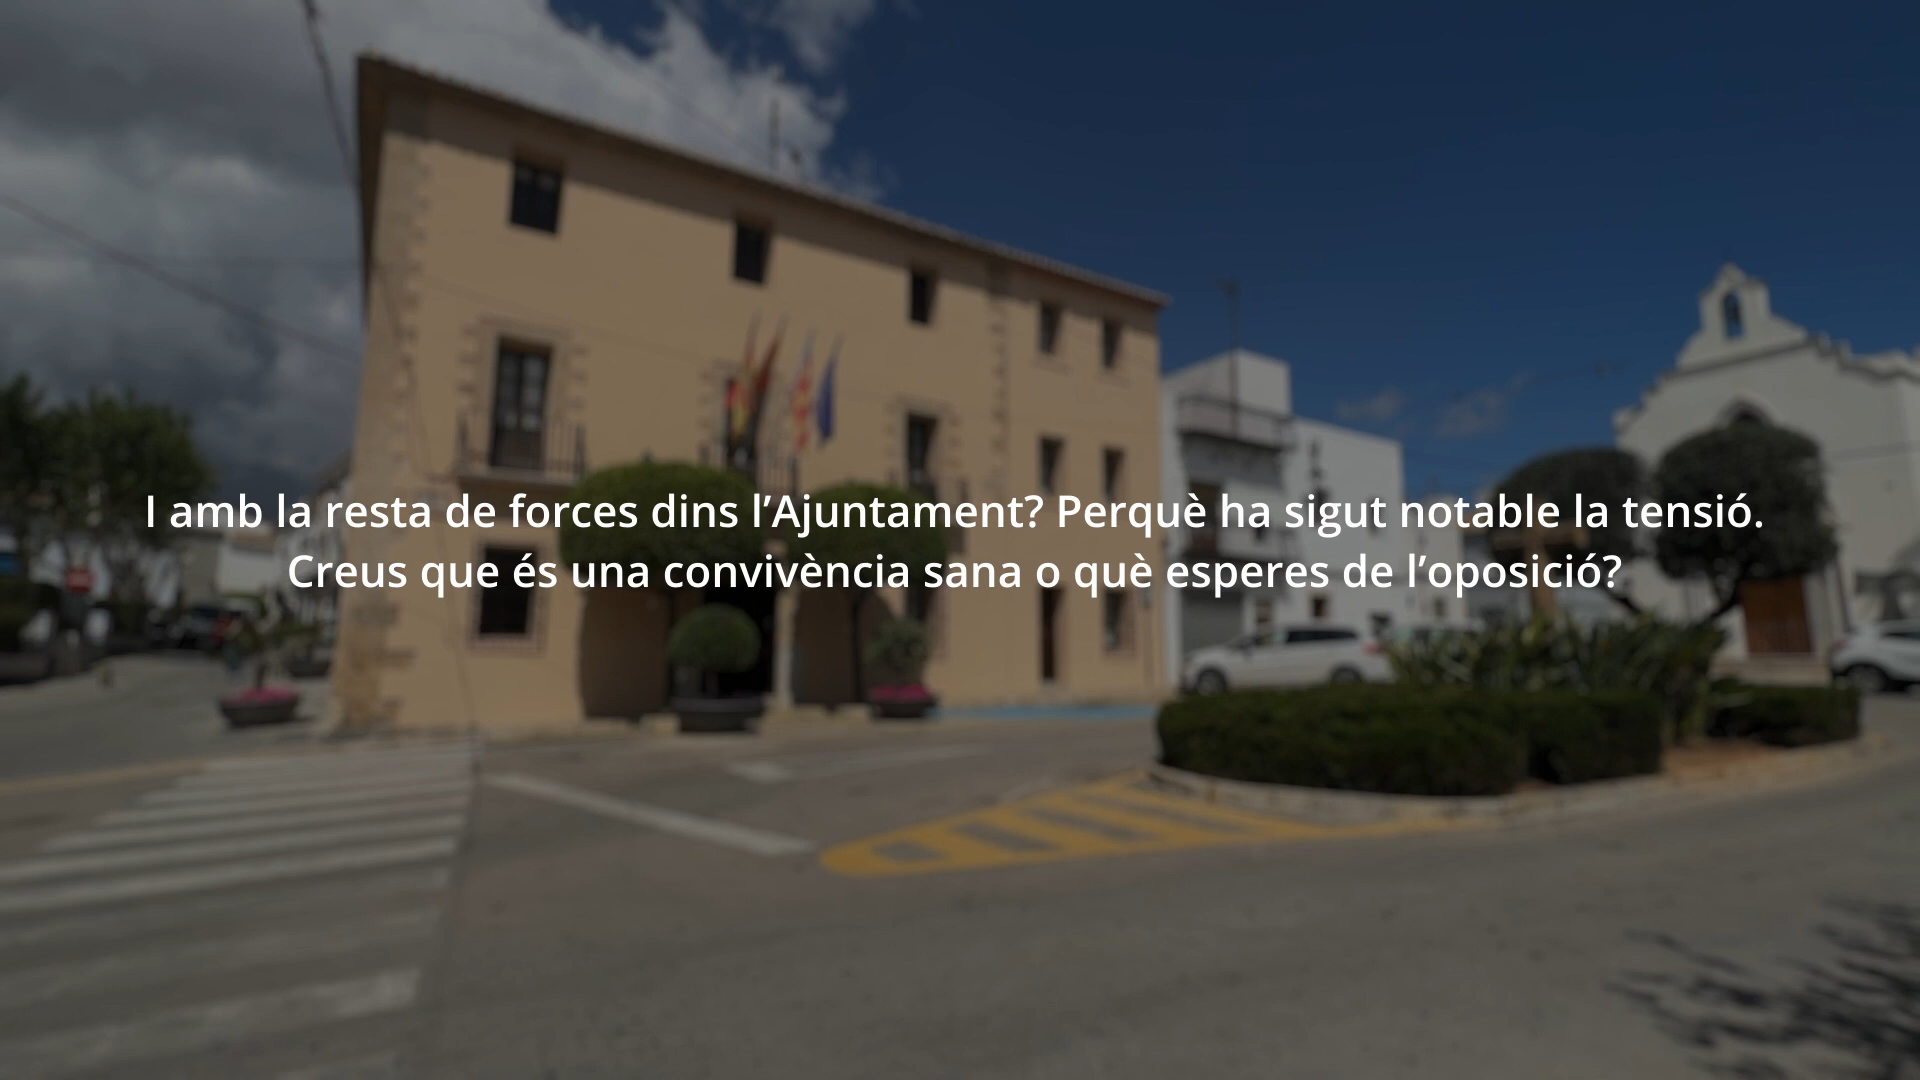 I amb la resta de forces dins l’Ajuntament? Perquè ha sigut notable la tensió.
Creus que és una convivència sana o què esperes de l’oposició?